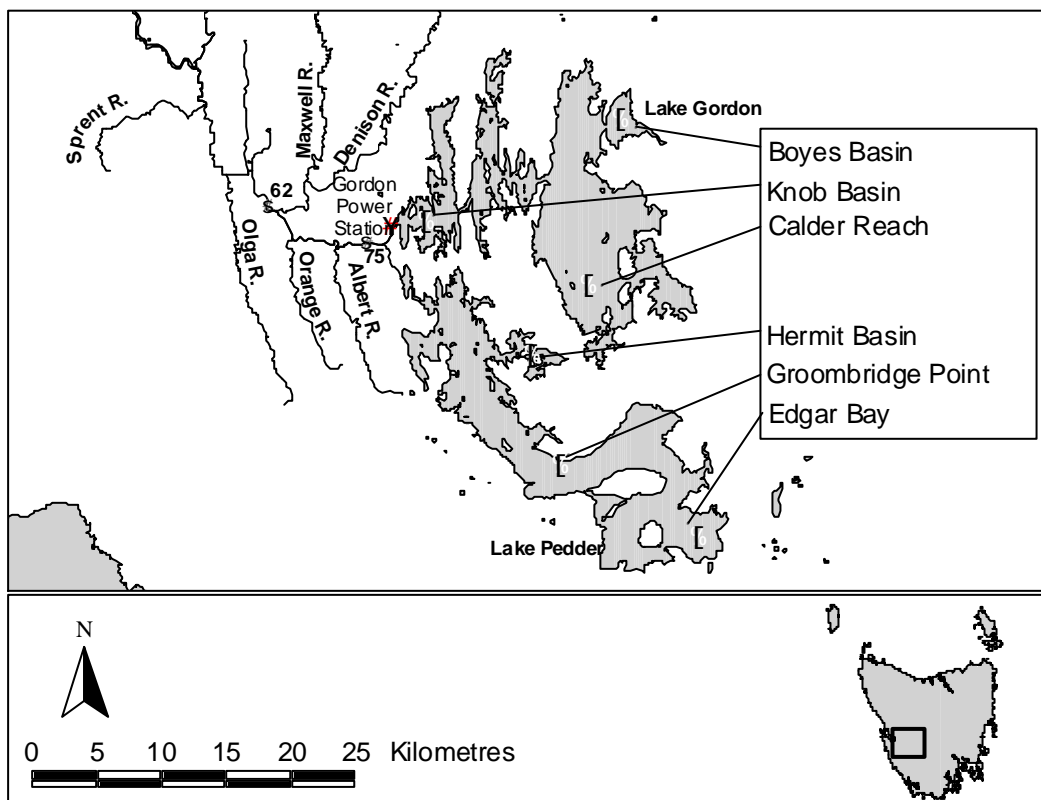 Sprent R.
Maxwell R.
Denison R.
Lake Gordon
Boyes Basin
Knob Basin
Calder Reach
62
Gordon
Power
Station
75
Olga R.
Orange R.
Albert R.
Hermit Basin
Groombridge Point
Edgar Bay
Lake Pedder
N
0 5 10 15 20 25 Kilometres